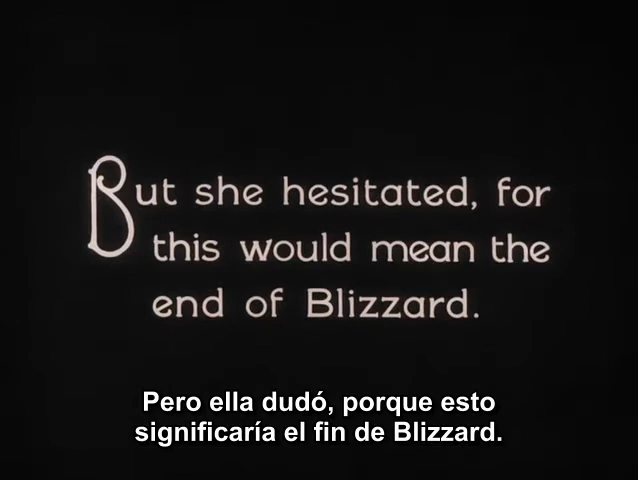 But she hesitated, for
this would mean the
end of Blizzard.
Pero ella dudó, porque esto
significaría el fin de Blizzard.